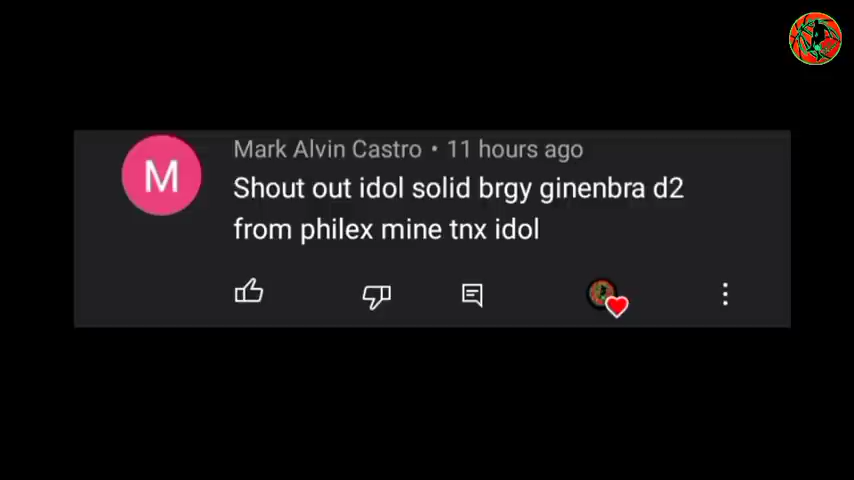 M
Mark Alvin Castro • 11 hours ago
Shout out idol solid brgy ginenbra d2
from philex mine tnx idol